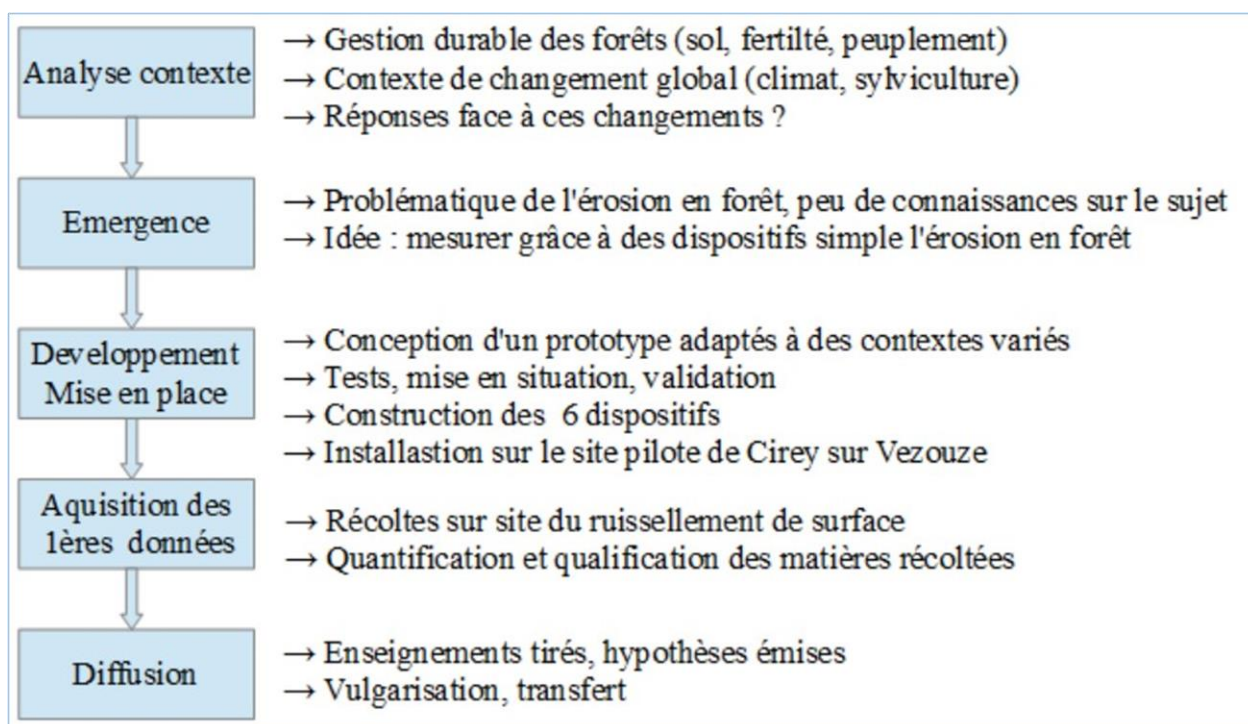 Analyse contexte
→ Gestion durable des forêts (sol, fertilté, peuplement)
→ Contexte de changement global (climat, sylviculture)
→ Réponses face à ces changements ?
Emergence
→ Problématique de l'érosion en forêt, peu de connaissances sur le sujet
→ Idée : mesurer grâce à des dispositifs simple l'érosion en forêt
Developpement
Mise en place
→ Conception d'un prototype adaptés à des contextes variés
→ Tests, mise en situation, validation
→ Construction des 6 dispositifs
→ Installastion sur le site pilote de Cirey sur Vezouze
Aquisition des
1ères données
→ Récoltes sur site du ruissellement de surface
→ Quantification et qualification des matières récoltées
Diffusion
→ Enseignements tirés, hypothèses émises
→ Vulgarisation, transfert